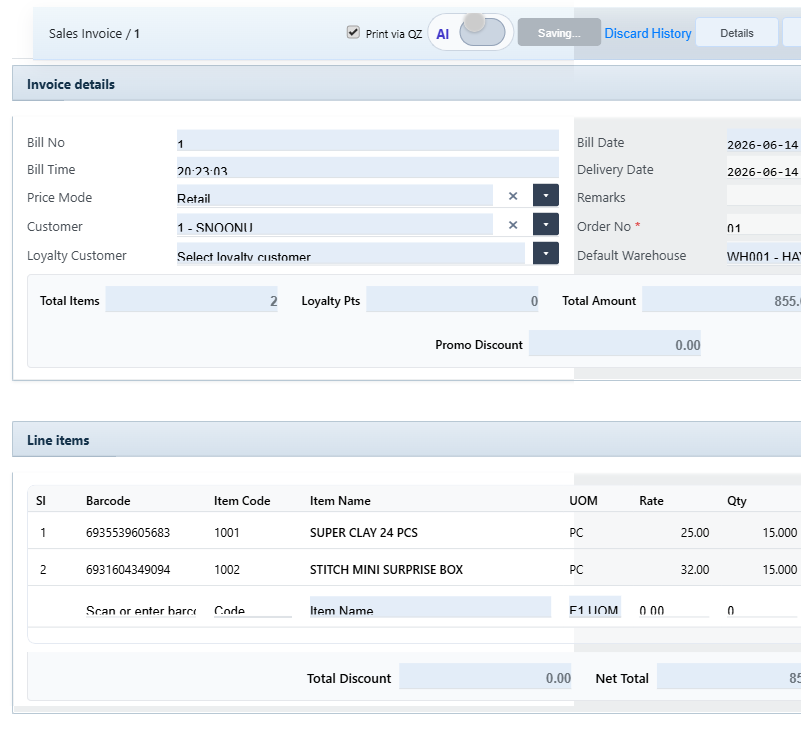 Sales Invoice / 1 Print via QZ AI Saving... Discard History Details
Invoice details
Bill No 1 Bill Date 2026-06-14
Bill Time 20:23:03 Delivery Date 2026-06-14
Price Mode Retail Remarks
Customer 1 - SNOONU Order No * 01
Loyalty Customer Select loyalty customer Default Warehouse WH001 -
Total Items 2 Loyalty Pts 0 Total Amount 855.
Promo Discount 0.00
Line items
Sl Barcode Item Code Item Name UOM Rate Qty
1 6935539605683 1001 SUPER CLAY 24 PCS PC 25.00 15.000
2 6931604349094 1002 STITCH MINI SURPRISE BOX PC 32.00 15.000
Scan or enter Code Item Name UOM 0.00 0
Total Discount 0.00 Net Total